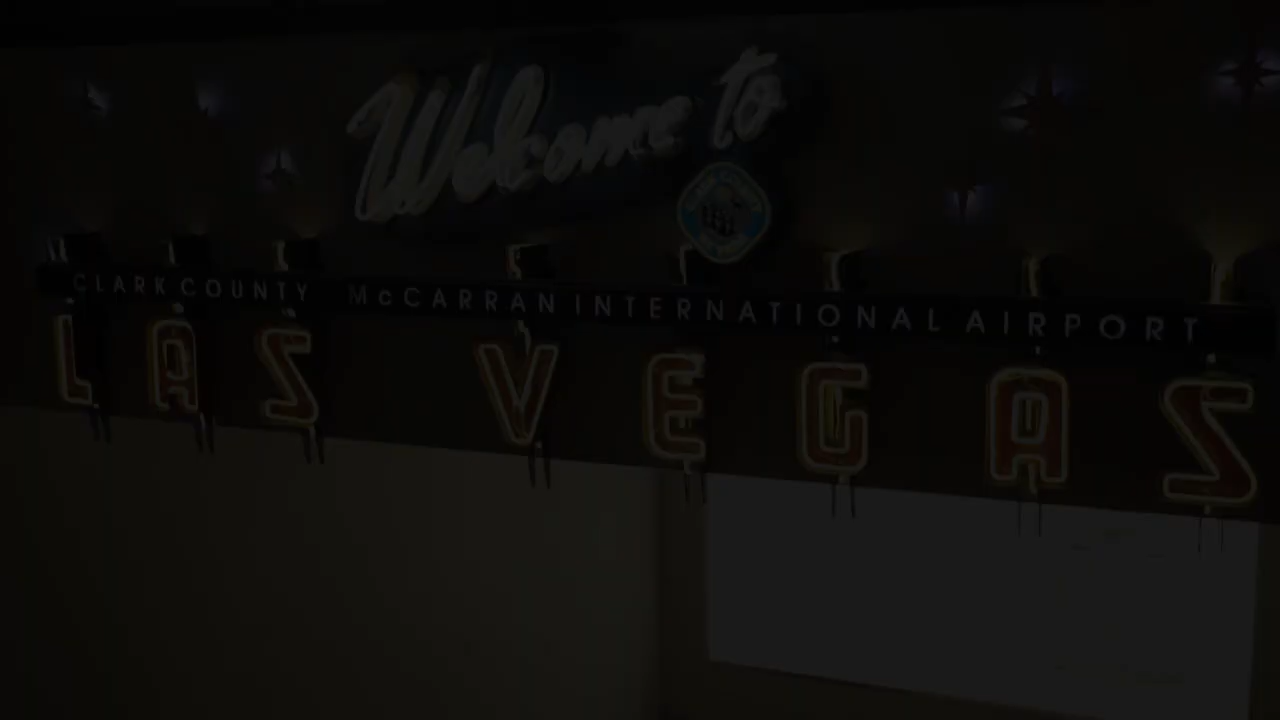 Welcome to
CLARK COUNTY McCARRAN INTERNATIONAL AIRPORT
LAS VEGAS